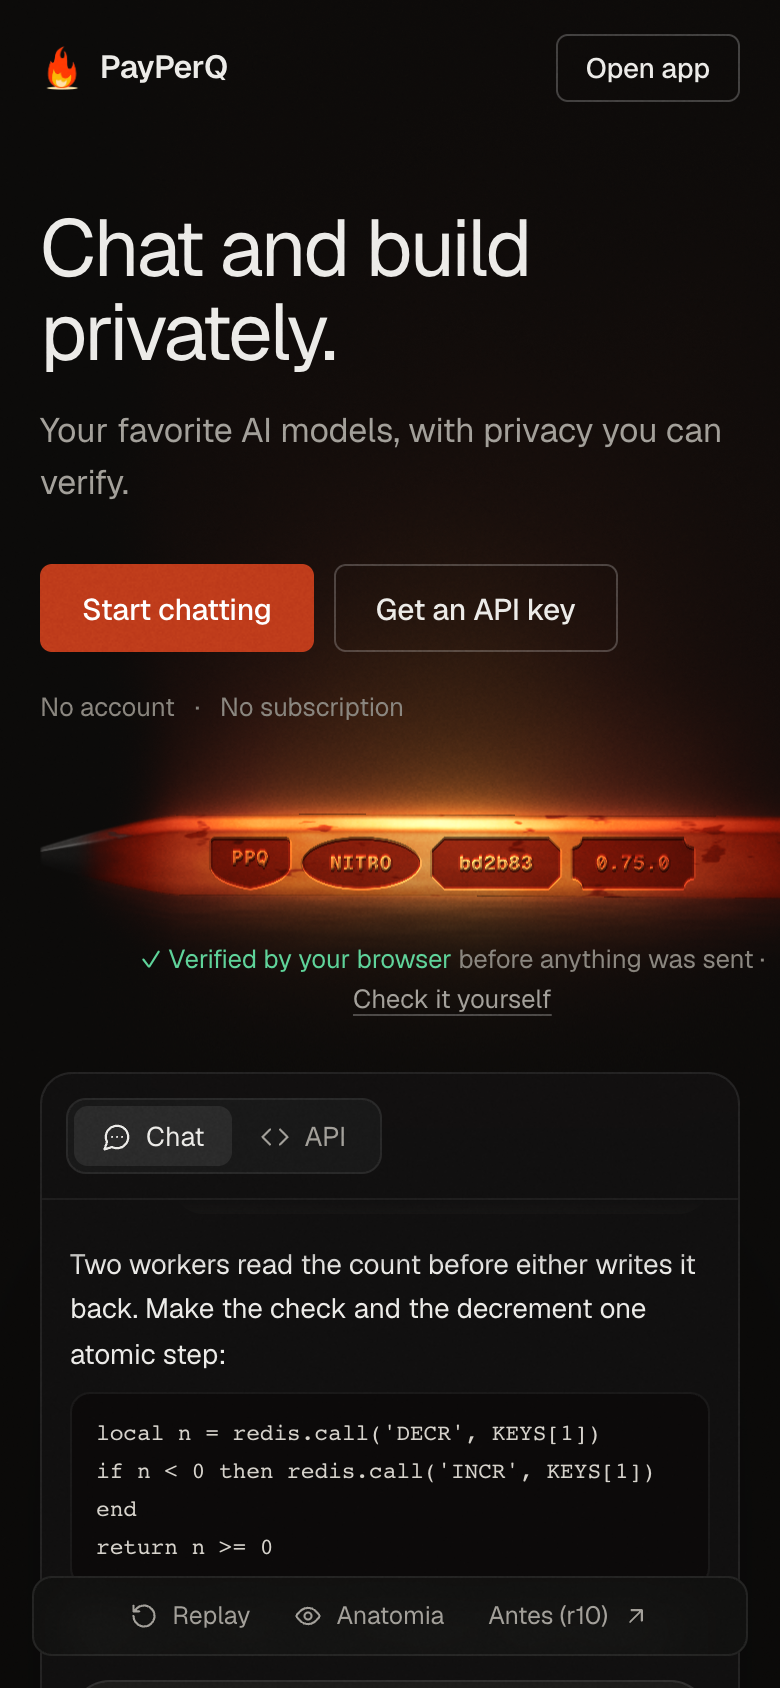 PayPerQ
Open app
Chat and build
privately.
Your favorite AI models, with privacy you can
verify.
Start chatting
Get an API key
No account · No subscription
PPQ
NITRO
bd2b83
0.75.0
✓ Verified by your browser before anything was sent ·
Check it yourself
Chat
API
Two workers read the count before either writes it
back. Make the check and the decrement one
atomic step:
local n = redis.call('DECR', KEYS[1])
if n < 0 then redis.call('INCR', KEYS[1])
end
return n >= 0
Replay
Anatomia
Antes (r10)